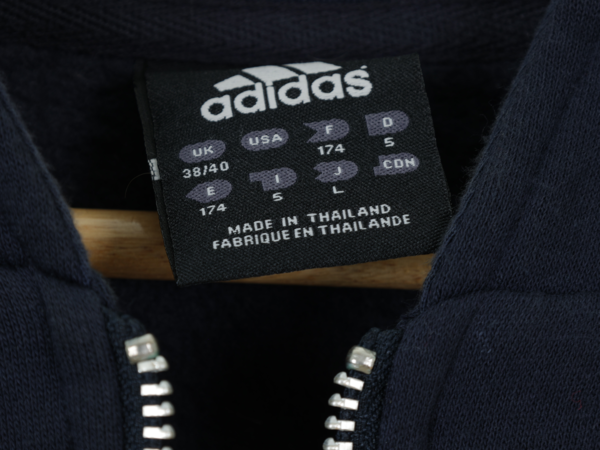 adidas
UK USA F D
38/40 174 5
E I J CDN
174 5 L
MADE IN THAILAND
FABRIQUE EN THAILANDE